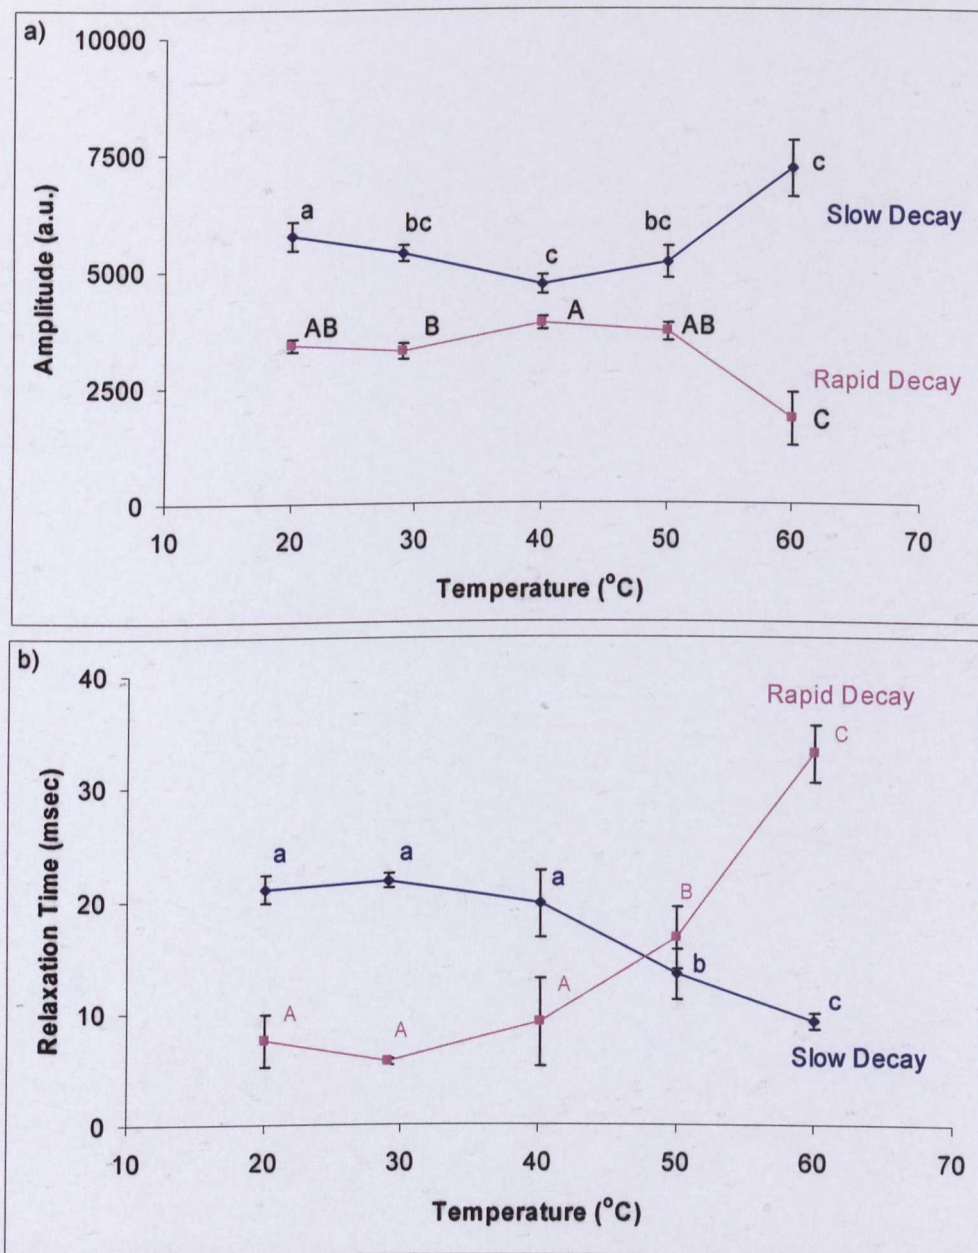 a)
10000
7500
5000
2500
0
Amplitude (a.u.)
a
bc
c
bc
c
Slow Decay
AB
B
A
AB
Rapid Decay
C
10 20 30 40 50 60 70
Temperature (°C)
b)
40
30
20
10
0
Relaxation Time (msec)
Rapid Decay
C
a
a
a
B
b
A
A
A
c
Slow Decay
10 20 30 40 50 60 70
Temperature (°C)